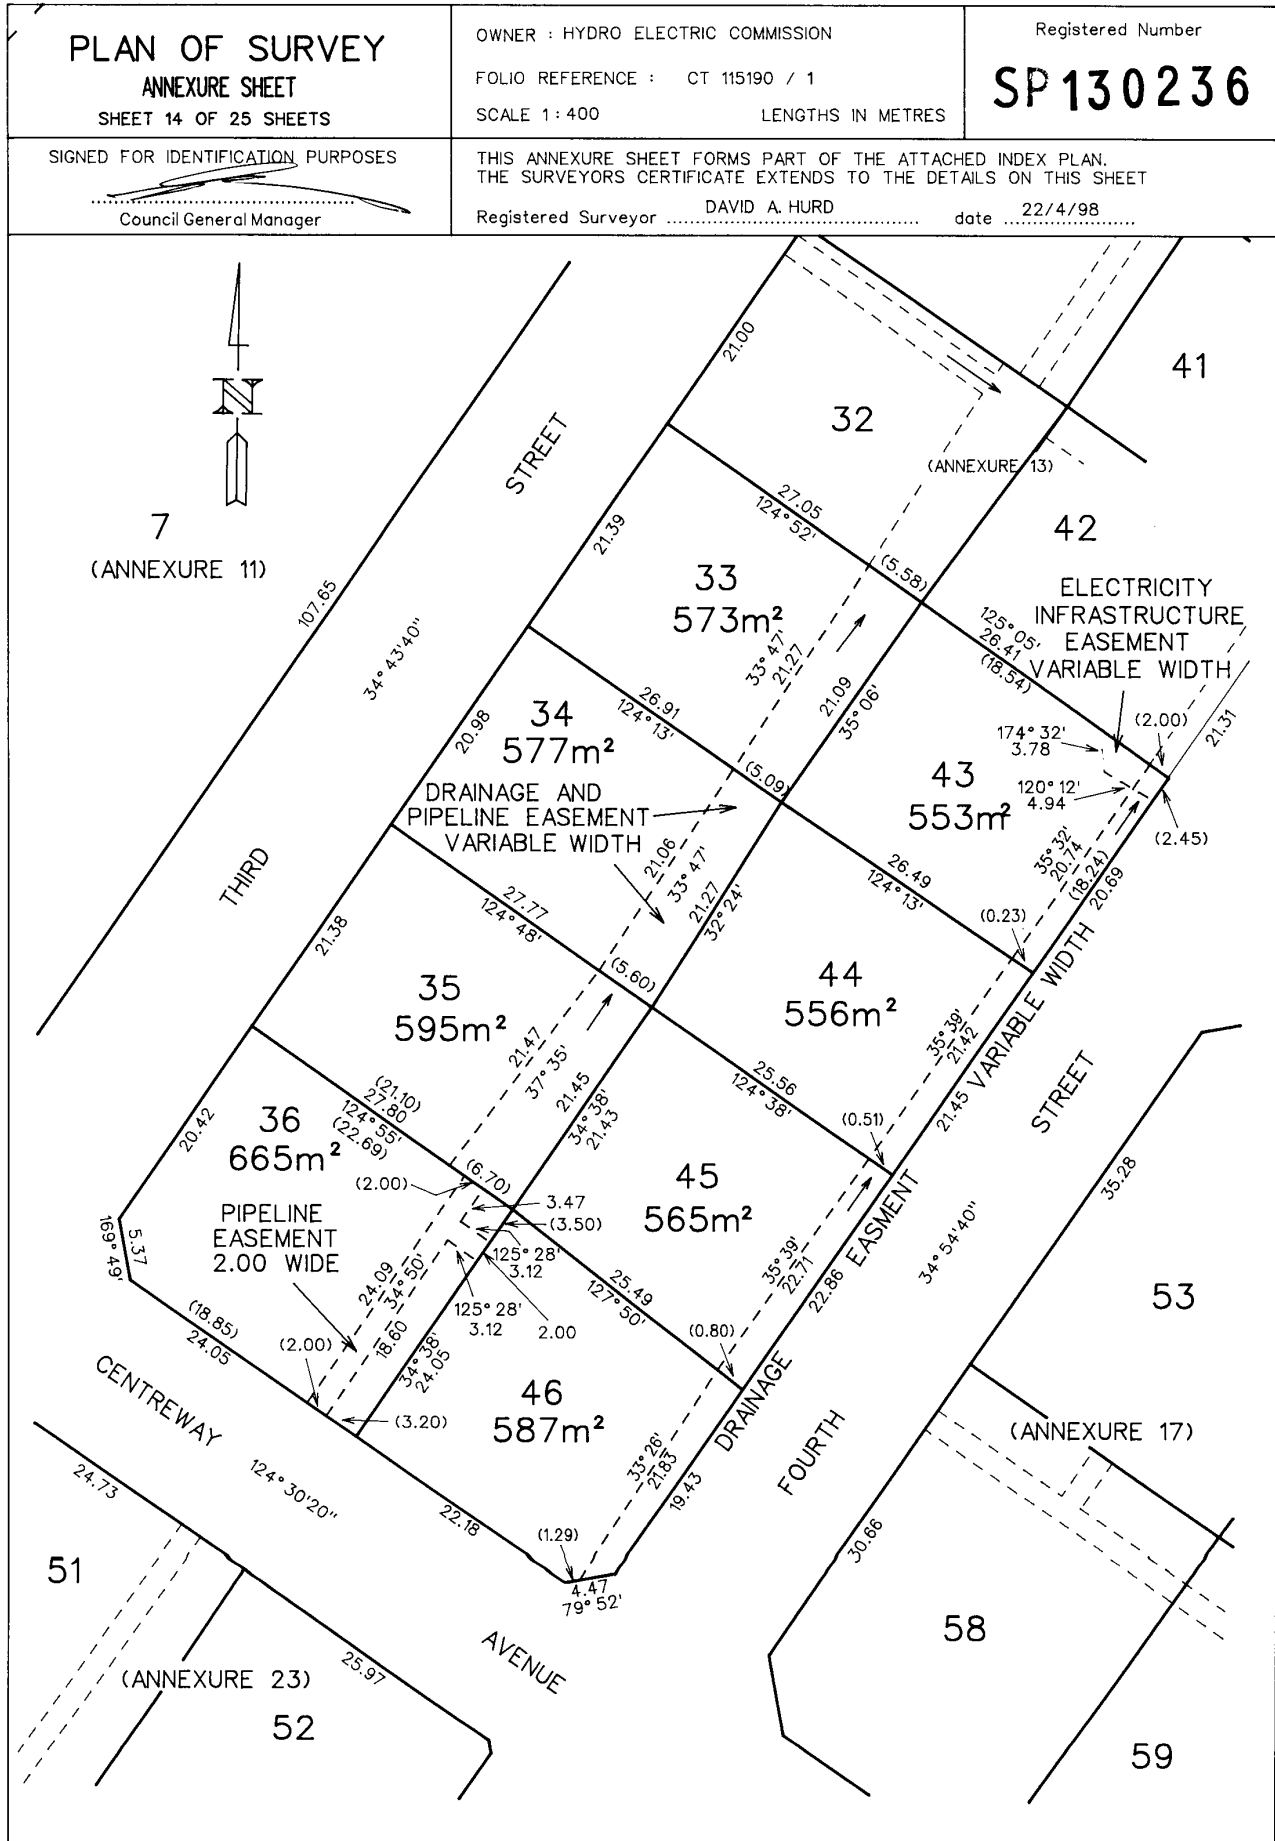 PLAN OF SURVEY
ANNEXURE SHEET
SHEET 14 OF 25 SHEETS
OWNER : HYDRO ELECTRIC COMMISSION
FOLIO REFERENCE : CT 115190 / 1
SCALE 1 : 400 LENGTHS IN METRES
Registered Number
SP130236
SIGNED FOR IDENTIFICATION PURPOSES
Council General Manager
THIS ANNEXURE SHEET FORMS PART OF THE ATTACHED INDEX PLAN.
THE SURVEYORS CERTIFICATE EXTENDS TO THE DETAILS ON THIS SHEET
Registered Surveyor DAVID A. HURD date 22/4/98
N
7
(ANNEXURE 11)
107.65
34° 43'40"
THIRD
STREET
21.00
32
(ANNEXURE 13)
41
42
21.39
27.05
124° 52'
(5.58)
33
573m²
33° 47'
21.27
21.09
35° 06'
125° 05'
26.41
(18.54)
ELECTRICITY
INFRASTRUCTURE
EASEMENT
VARIABLE WIDTH
(2.00)
21.31
174° 32'
3.78
120° 12'
4.94
(2.45)
43
553m²
35° 32'
20.74
(18.24)
20.69
20.98
26.91
124° 13'
(5.09)
34
577m²
DRAINAGE AND
PIPELINE EASEMENT
VARIABLE WIDTH
21.06
33° 47'
21.27
32° 24'
26.49
124° 13'
(0.23)
21.38
27.77
124° 48'
(5.60)
35
595m²
44
556m²
35° 39'
21.42
21.47
37° 35'
21.45
34° 38'
21.43
25.56
124° 38'
(0.51)
21.45
DRAINAGE EASMENT VARIABLE WIDTH
STREET
FOURTH
34° 54'40"
35.28
20.42
(21.10)
27.80
124° 55'
(22.69)
36
665m²
(2.00)
(6.70)
3.47
(3.50)
125° 28'
3.12
45
565m²
PIPELINE
EASEMENT
2.00 WIDE
5.37
169° 49'
24.09
34° 50'
18.60
125° 28'
3.12
2.00
25.49
127° 50'
35° 39'
22.71
22.86
53
(18.85)
24.05
(2.00)
34° 38'
24.05
(0.80)
46
587m²
(3.20)
CENTREWAY
124° 30'20"
AVENUE
24.73
22.18
33° 26'
21.83
19.43
(1.29)
4.47
79° 52'
(ANNEXURE 17)
30.66
51
(ANNEXURE 23)
25.97
52
58
59